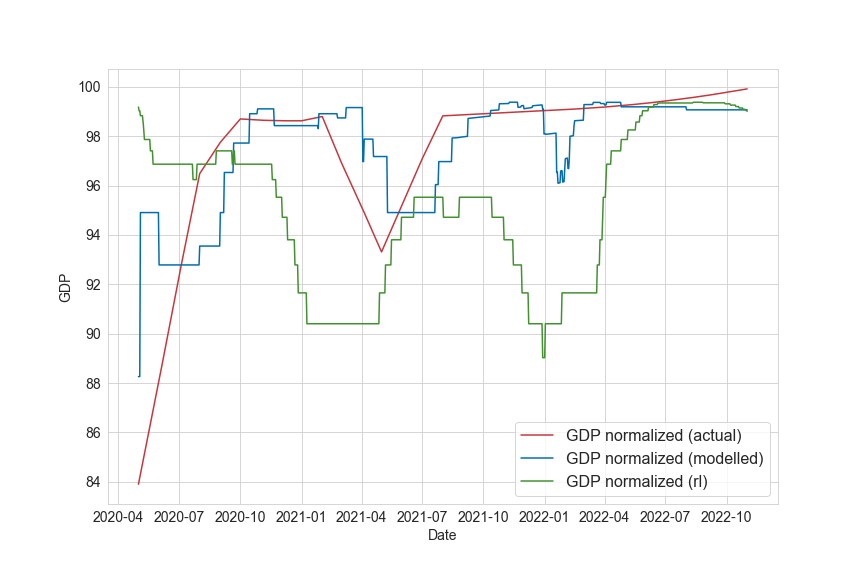 100
98
96
94
92
90
88
86
84
GDP
GDP normalized (actual)
GDP normalized (modelled)
GDP normalized (rl)
2020-04 2020-07 2020-10 2021-01 2021-04 2021-07 2021-10 2022-01 2022-04 2022-07 2022-10
Date